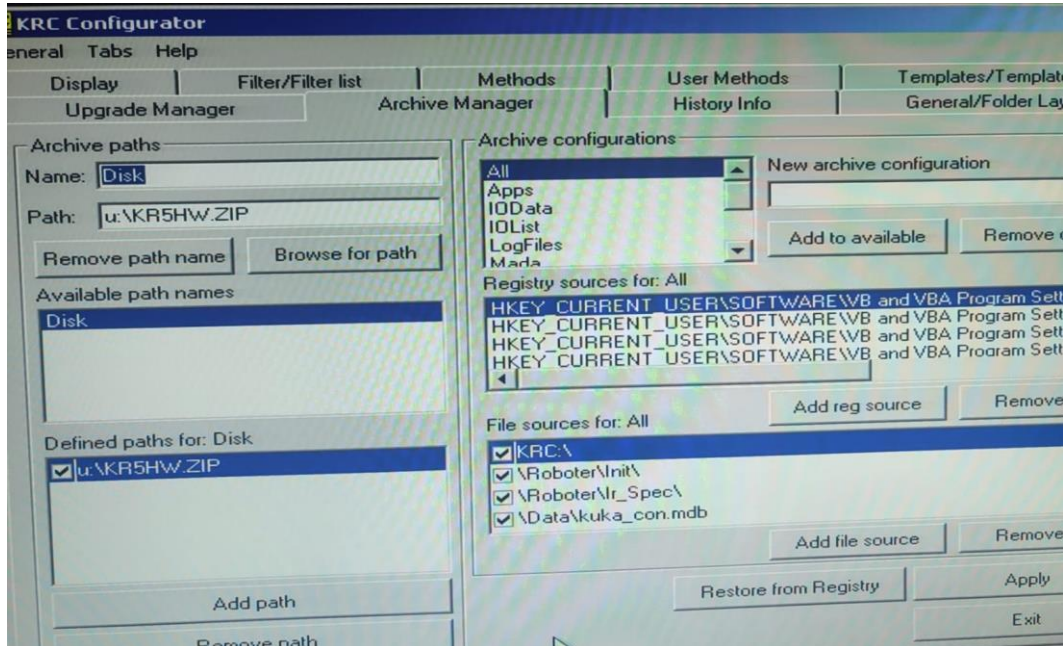 KRC Configurator
eneral Tabs Help
Display Filter/Filter list Methods User Methods Templates/Templat
Upgrade Manager Archive Manager History Info General/Folder Lay
Archive paths
Name: Disk
Path: u:\KR5HW.ZIP
Remove path name Browse for path
Available path names
Disk
Defined paths for: Disk
u:\KR5HW.ZIP
Add path
Remove path
Archive configurations
All
Apps
IOData
IOList
LogFiles
Mada
New archive configuration
Add to available Remove
Registry sources for: All
HKEY_CURRENT_USER\SOFTWARE\VB and VBA Program Sett
HKEY_CURRENT_USER\SOFTWARE\VB and VBA Program Sett
HKEY_CURRENT_USER\SOFTWARE\VB and VBA Program Sett
HKEY_CURRENT_USER\SOFTWARE\VB and VBA Program Sett
Add reg source Remove
File sources for: All
KRC:\
\Roboter\Init\
\Roboter\Ir_Spec\
\Data\kuka_con.mdb
Add file source Remove
Restore from Registry Apply
Exit